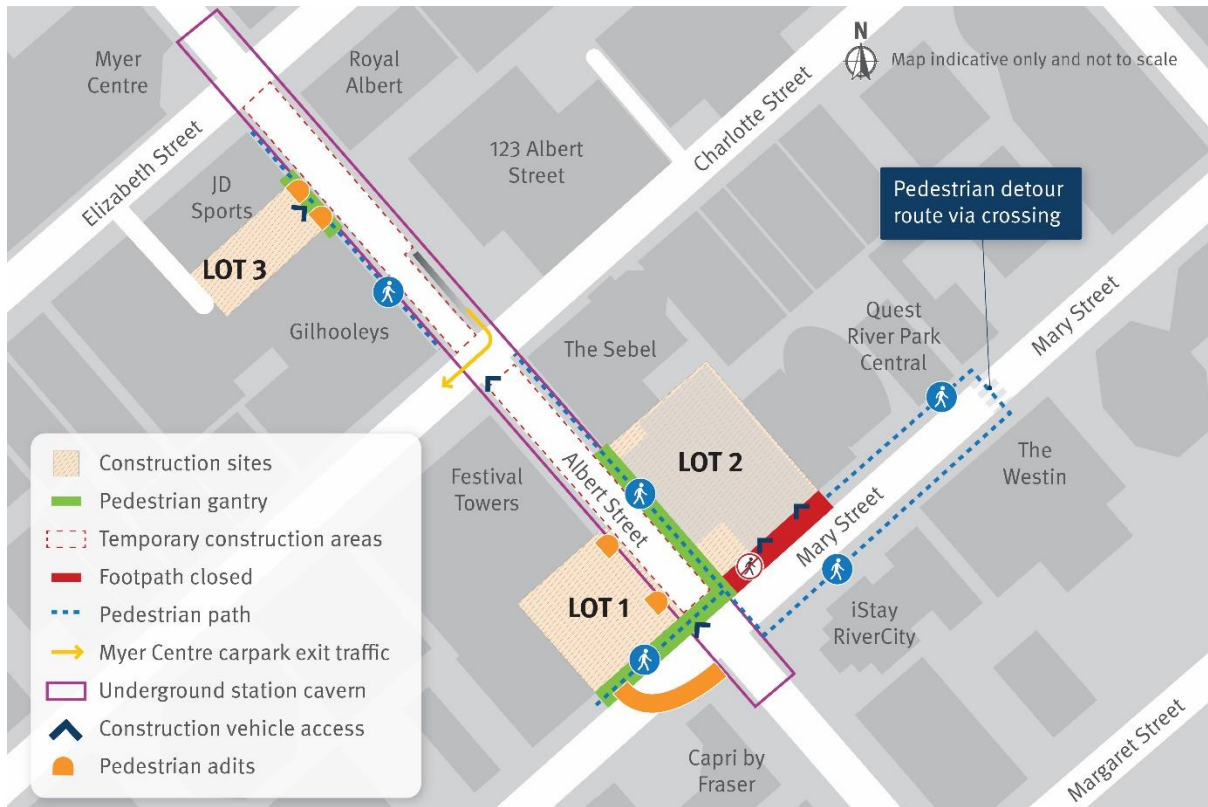 Myer
Centre
Royal
Albert
N
Map indicative only and not to scale
Elizabeth Street
JD
Sports
123 Albert
Street
Charlotte Street
Pedestrian detour
route via crossing
LOT 3
Gilhooleys
The Sebel
Quest
River Park
Central
Mary Street
Festival
Towers
Albert Street
LOT 2
The
Westin
Mary Street
LOT 1
iStay
RiverCity
Capri by
Fraser
Margaret Street
Construction sites
Pedestrian gantry
Temporary construction areas
Footpath closed
Pedestrian path
Myer Centre carpark exit traffic
Underground station cavern
Construction vehicle access
Pedestrian adits